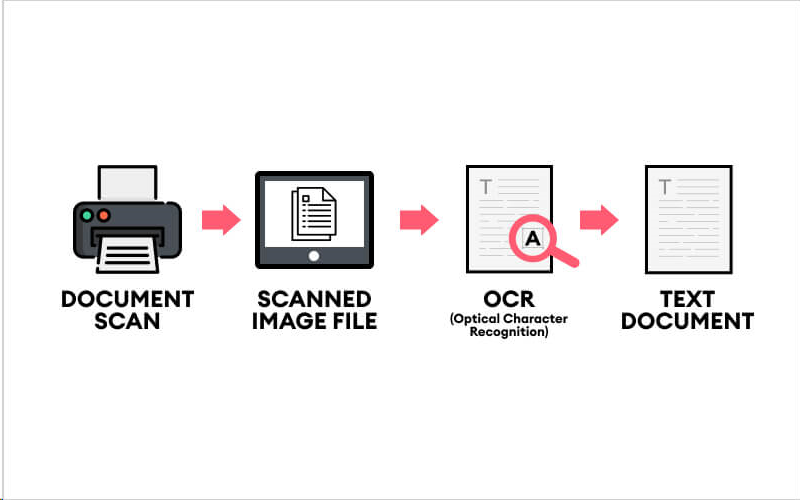 DOCUMENT
SCAN
SCANNED
IMAGE FILE
T
A
OCR
(Optical Character
Recognition)
T
TEXT
DOCUMENT